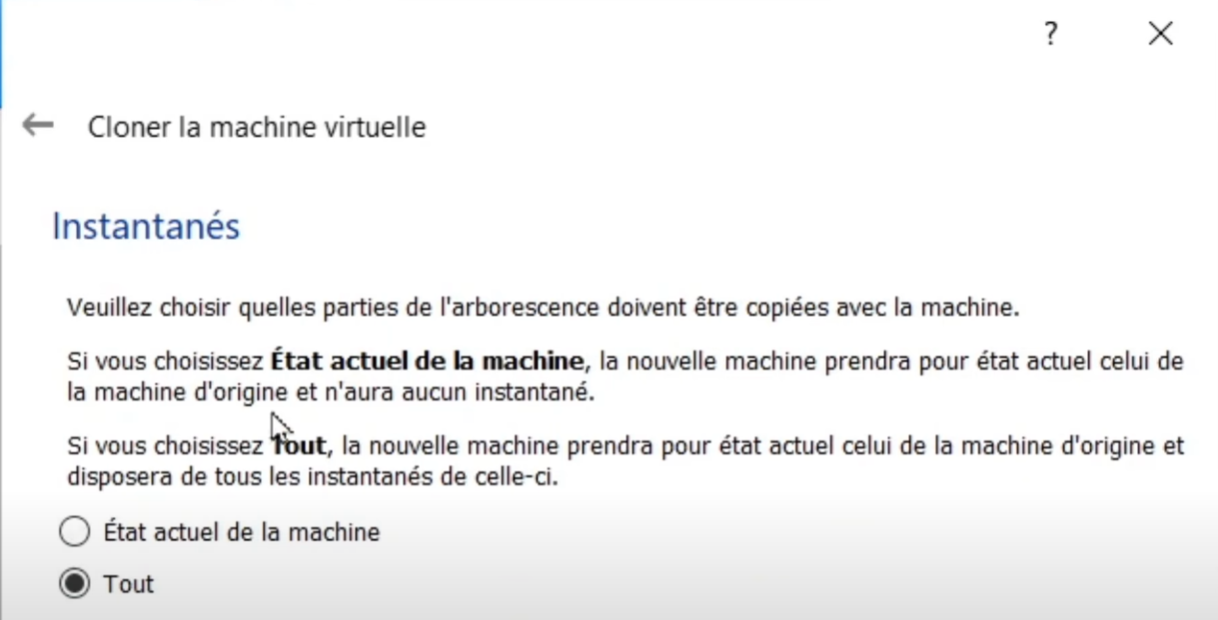 ?
Cloner la machine virtuelle
Instantanés
Veuillez choisir quelles parties de l'arborescence doivent être copiées avec la machine.
Si vous choisissez État actuel de la machine, la nouvelle machine prendra pour état actuel celui de
la machine d'origine et n'aura aucun instantané.
Si vous choisissez Tout, la nouvelle machine prendra pour état actuel celui de la machine d'origine et
disposera de tous les instantanés de celle-ci.
État actuel de la machine
Tout